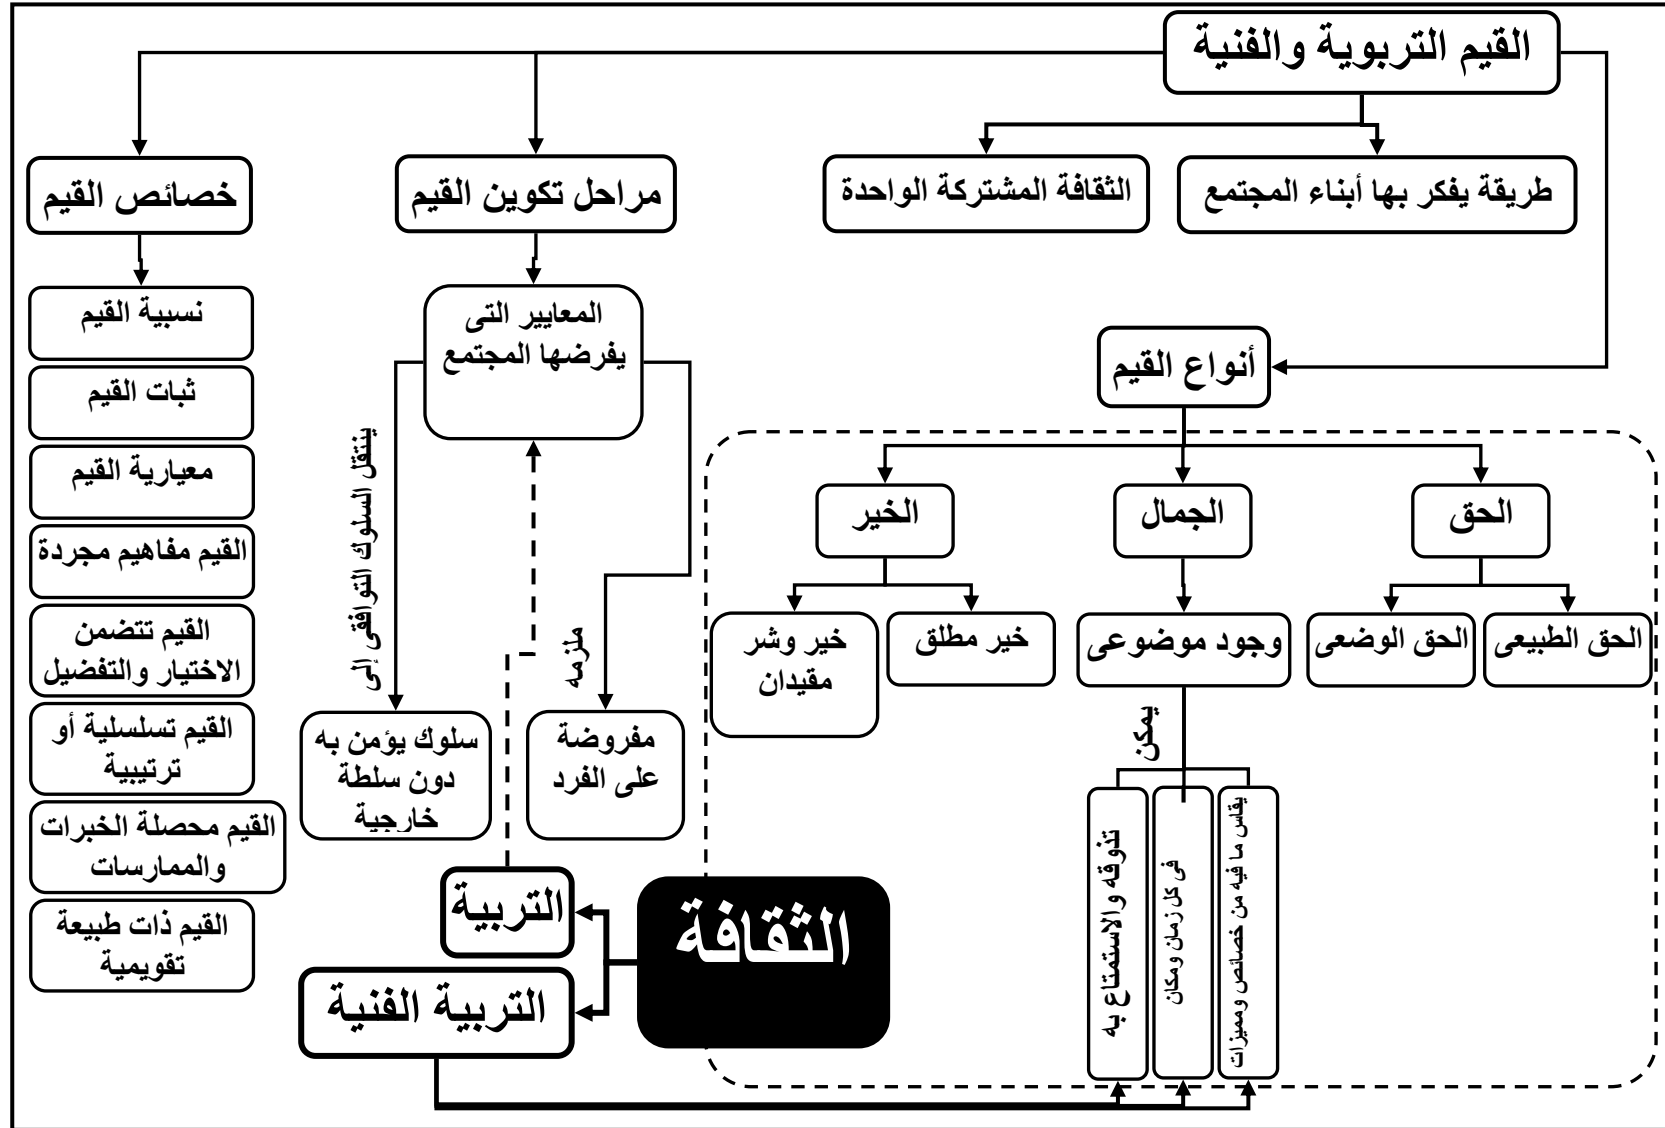 القيم التربوية والفنية
طريقة يفكر بها أبناء المجتمع
الثقافة المشتركة الواحدة
مراحل تكوين القيم
خصائص القيم
أنواع القيم
الحق
الجمال
الخير
الحق الطبيعى
الحق الوضعى
وجود موضوعى
خير مطلق
خير وشر
مقيدان
يمكن
يقاس ما فيه من خصائص ومميزات
فى كل زمان ومكان
تذوقه والاستمتاع به
المعايير التى
يفرضها المجتمع
ملزمه
ينتقل السلوك التوافقى إلى
مفروضة
على الفرد
سلوك يؤمن به
دون سلطة
خارجية
نسبية القيم
ثبات القيم
معيارية القيم
القيم مفاهيم مجردة
القيم تتضمن
الاختيار والتفضيل
القيم تسلسلية أو
ترتيبية
القيم محصلة الخبرات
والممارسات
القيم ذات طبيعة
تقويمية
الثقافة
التربية
التربية الفنية